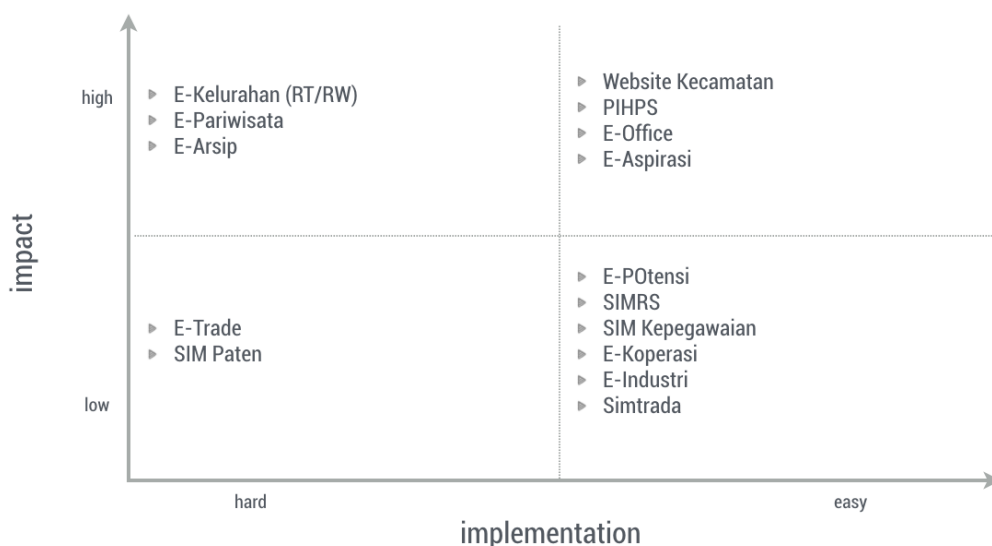 high
E-Kelurahan (RT/RW)
E-Pariwisata
E-Arsip
Website Kecamatan
PIHPS
E-Office
E-Aspirasi
impact
E-Trade
SIM Paten
E-POtensi
SIMRS
SIM Kepegawaian
E-Koperasi
E-Industri
Simtrada
low
hard
easy
implementation